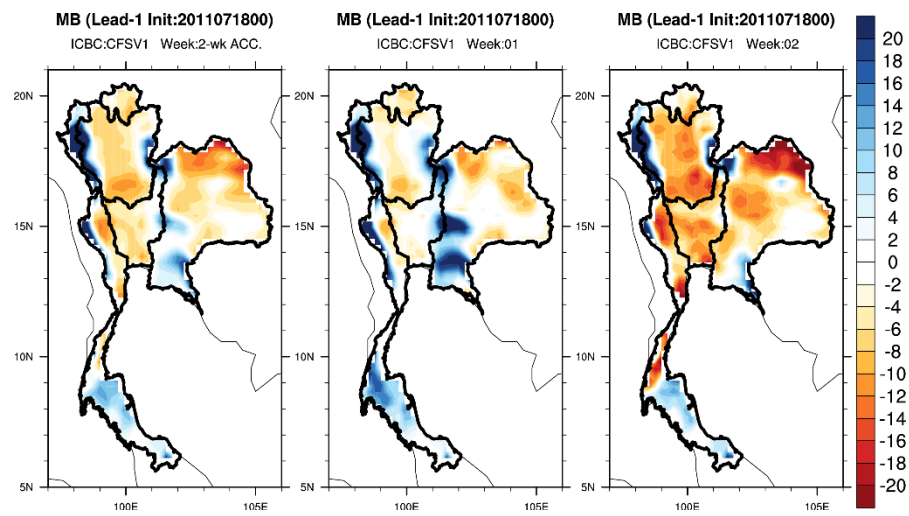 MB (Lead-1 Init:2011071800)
ICBC:CFSV1 Week:2-wk ACC.
MB (Lead-1 Init:2011071800)
ICBC:CFSV1 Week:01
MB (Lead-1 Init:2011071800)
ICBC:CFSV1 Week:02
20N
15N
10N
5N
100E
105E
20N
15N
10N
5N
100E
105E
20N
15N
10N
5N
100E
105E
20
18
16
14
12
10
8
6
4
2
0
-2
-4
-6
-8
-10
-12
-14
-16
-18
-20